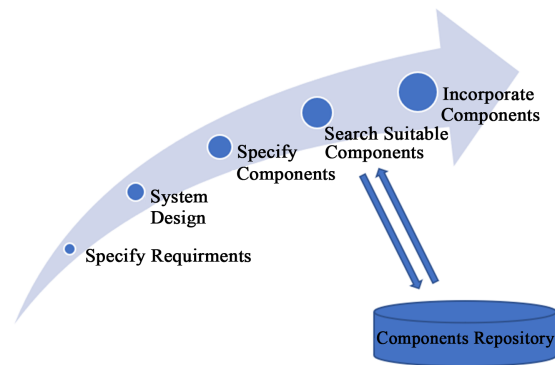 Incorporate
Components
Search Suitable
Components
Specify
Components
System
Design
Specify Requirments
Components Repository